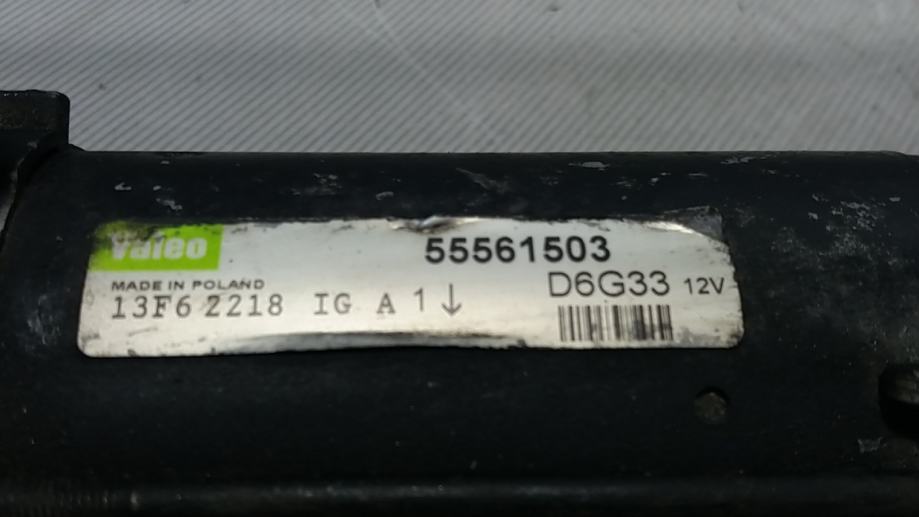 Valeo
55561503
MADE IN POLAND
D6G33 12V
13F6 2218 IG A 1↓